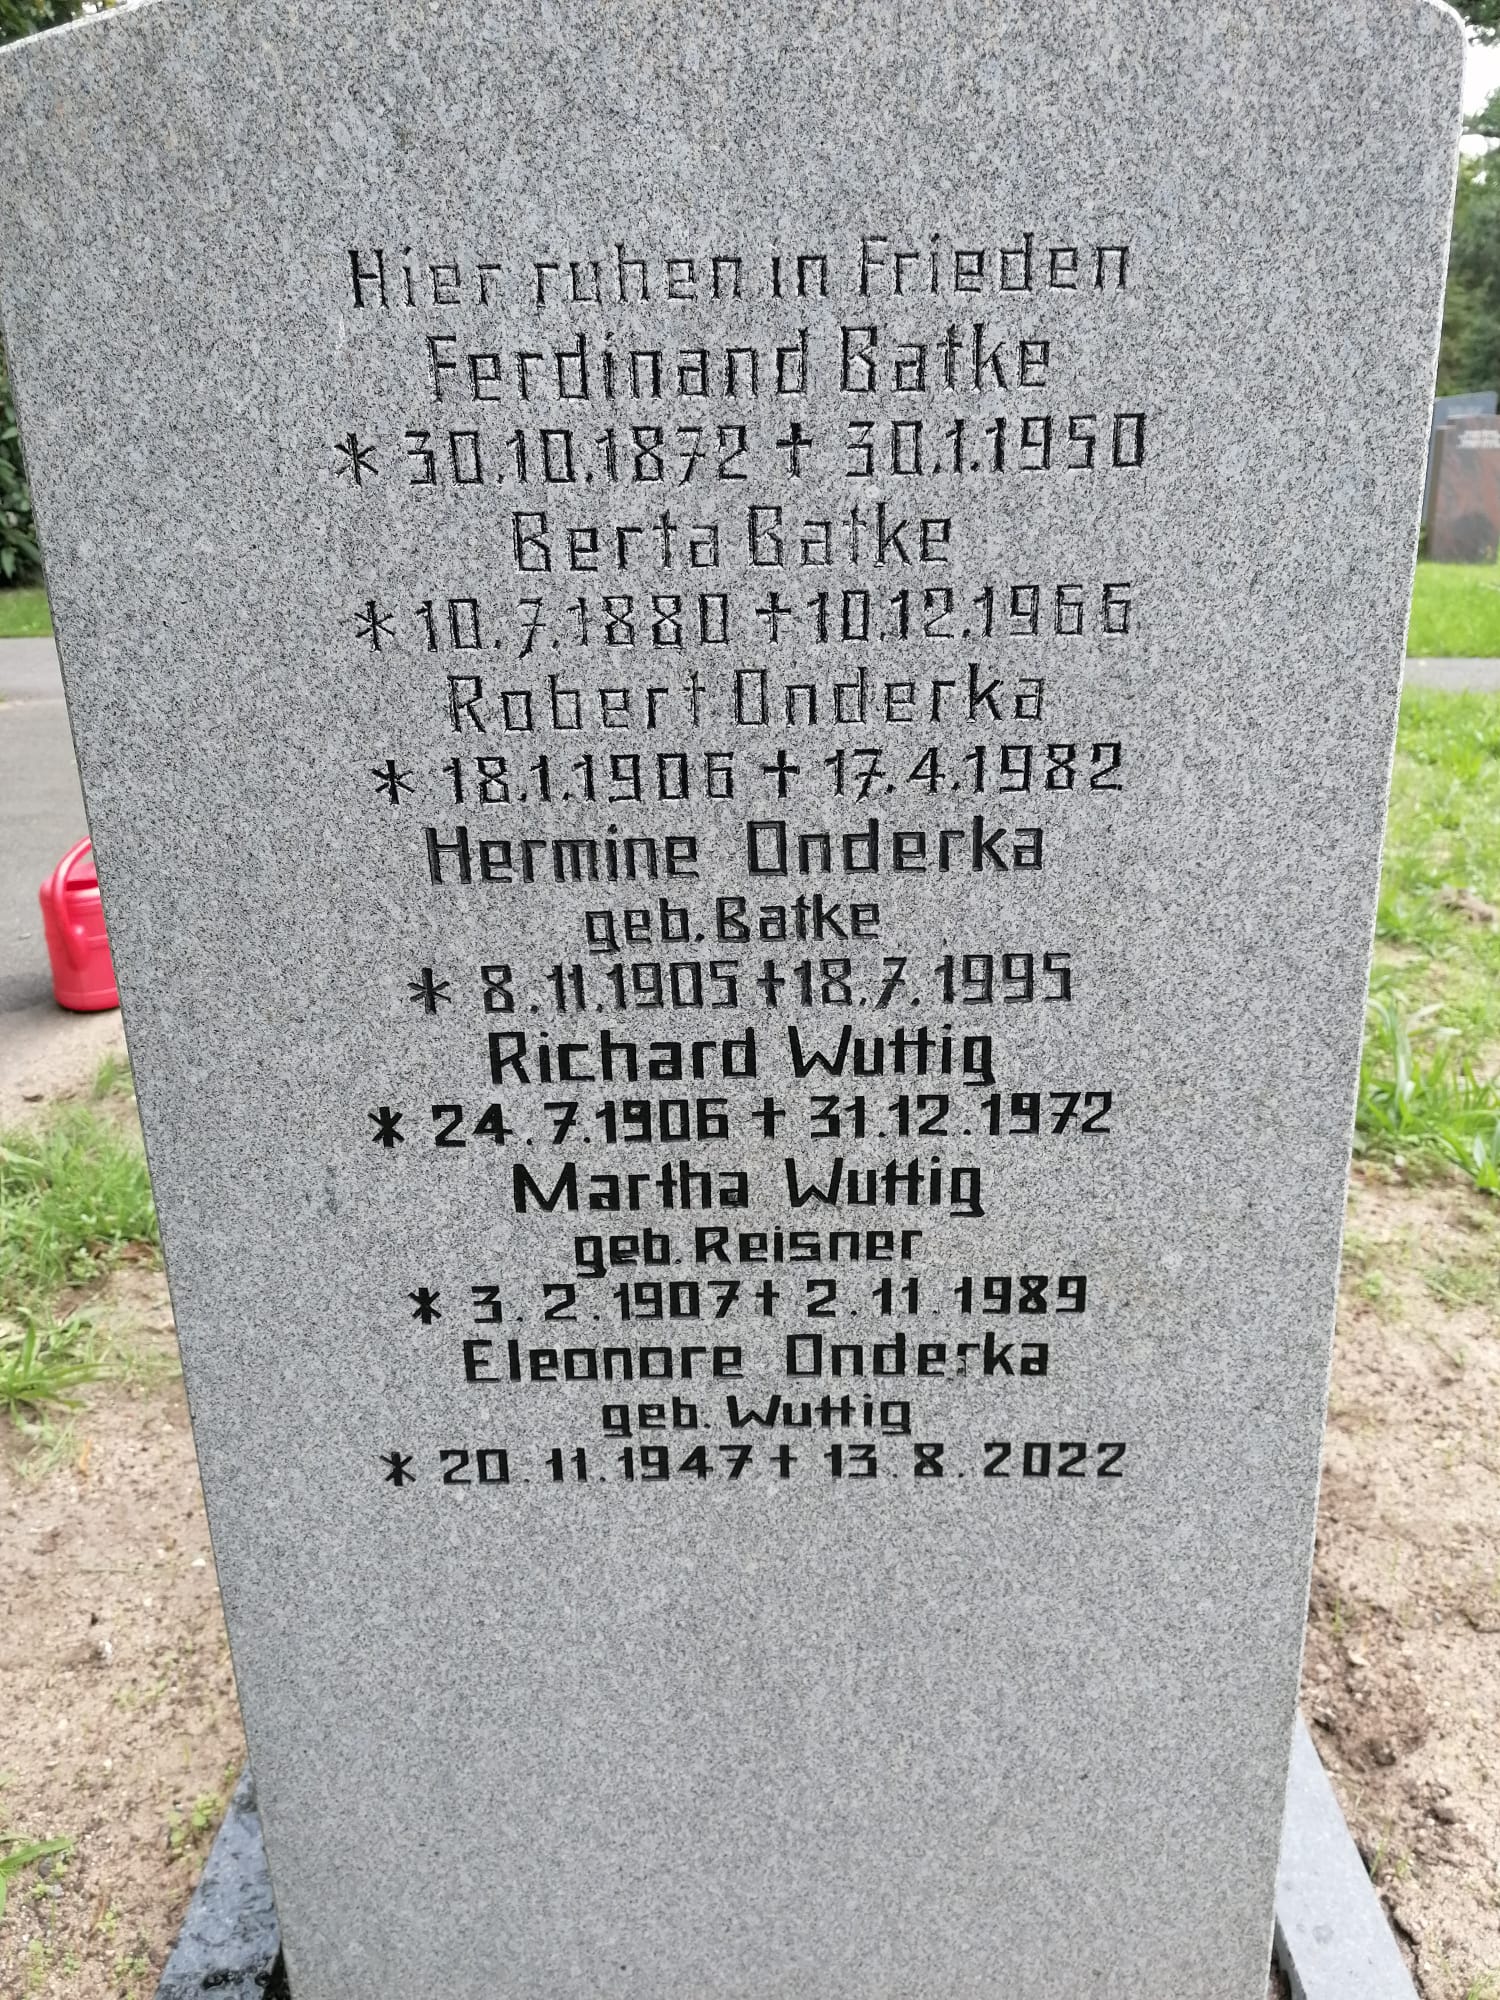 Hier ruhen in Frieden
Ferdinand Batke
* 30.10.1872 † 30.1.1950
Berta Batke
* 10.7.1880 † 10.12.1966
Robert Onderka
* 18.1.1906 † 17.4.1982
Hermine Onderka
geb. Batke
* 8.11.1905 † 18.7.1995
Richard Wuttig
* 24.7.1906 † 31.12.1972
Martha Wuttig
geb. Reisner
* 3.2.1907 † 2.11.1989
Eleonore Onderka
geb. Wuttig
* 20.11.1947 † 13.8.2022